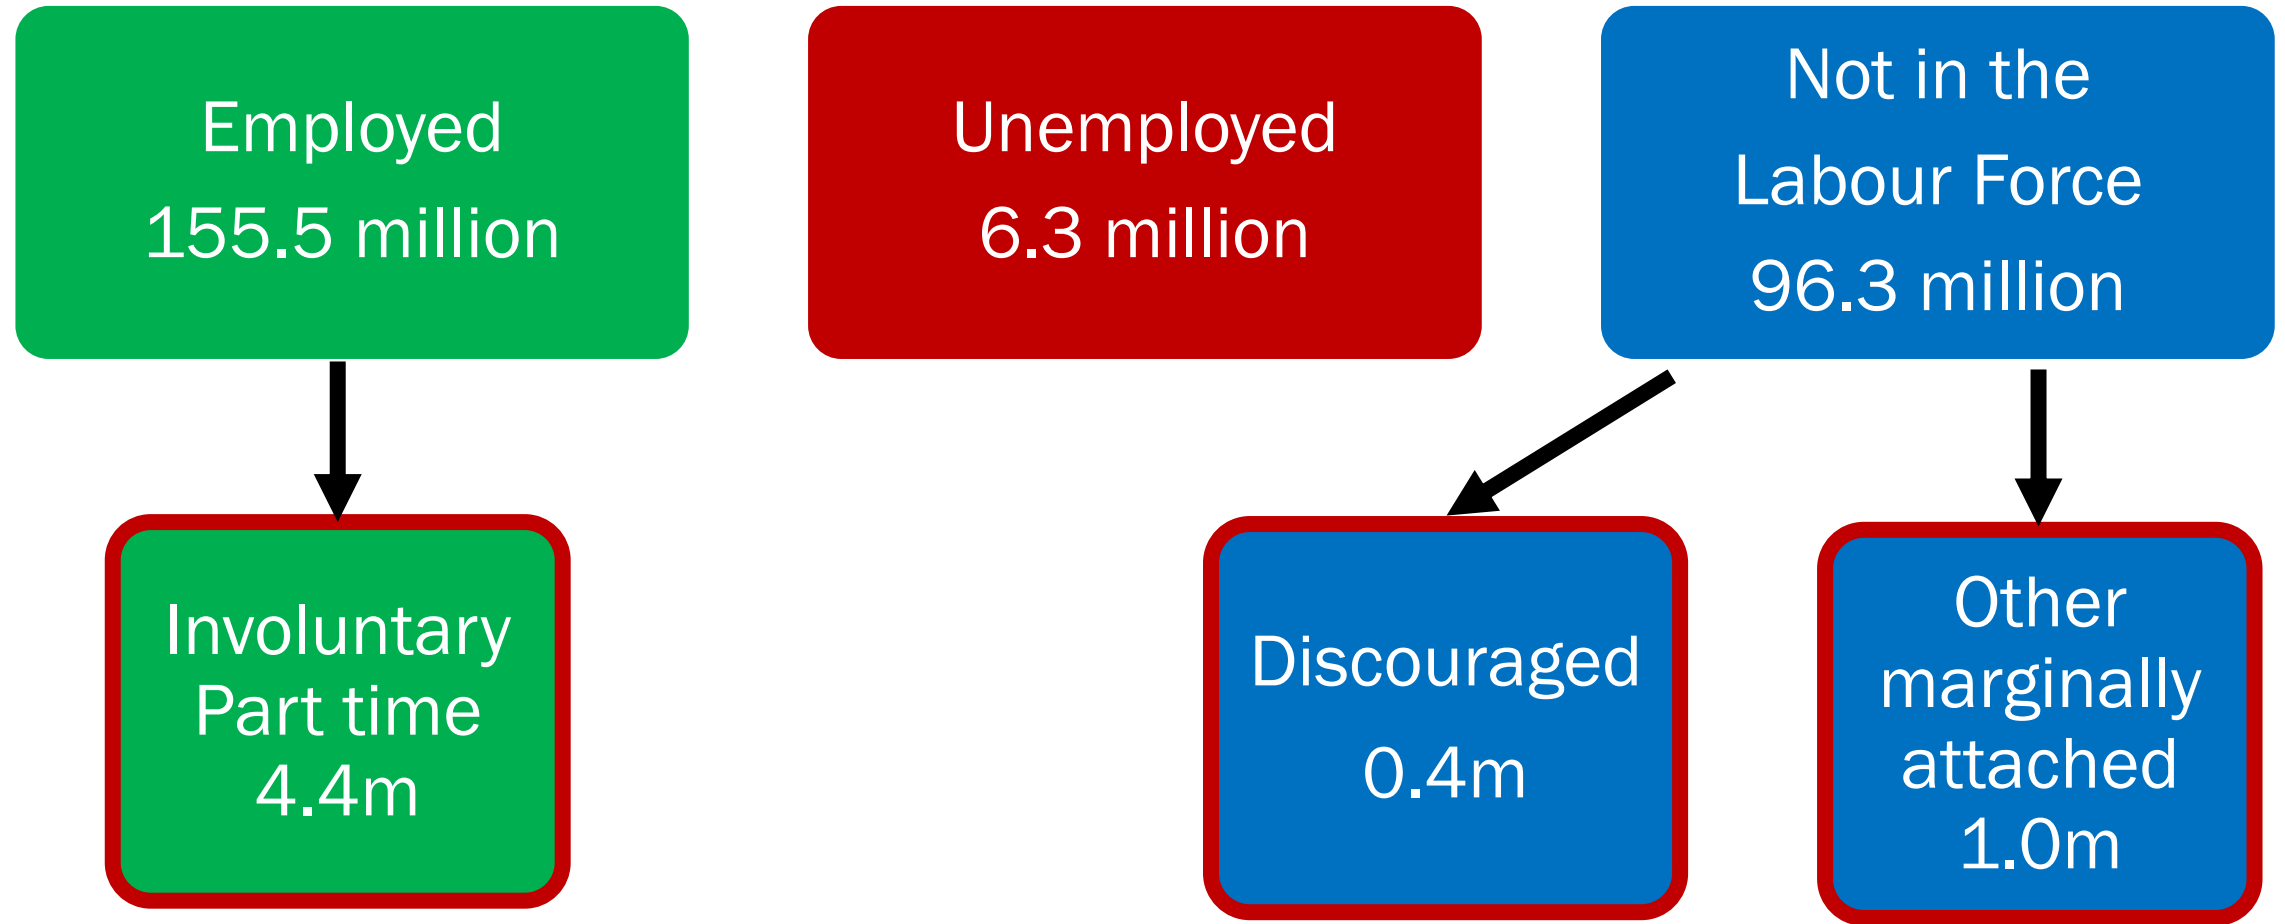 Employed
155.5 million
Unemployed
6.3 million
Not in the
Labour Force
96.3 million
Involuntary
Part time
4.4m
Discouraged
0.4m
Other
marginally
attached
1.0m